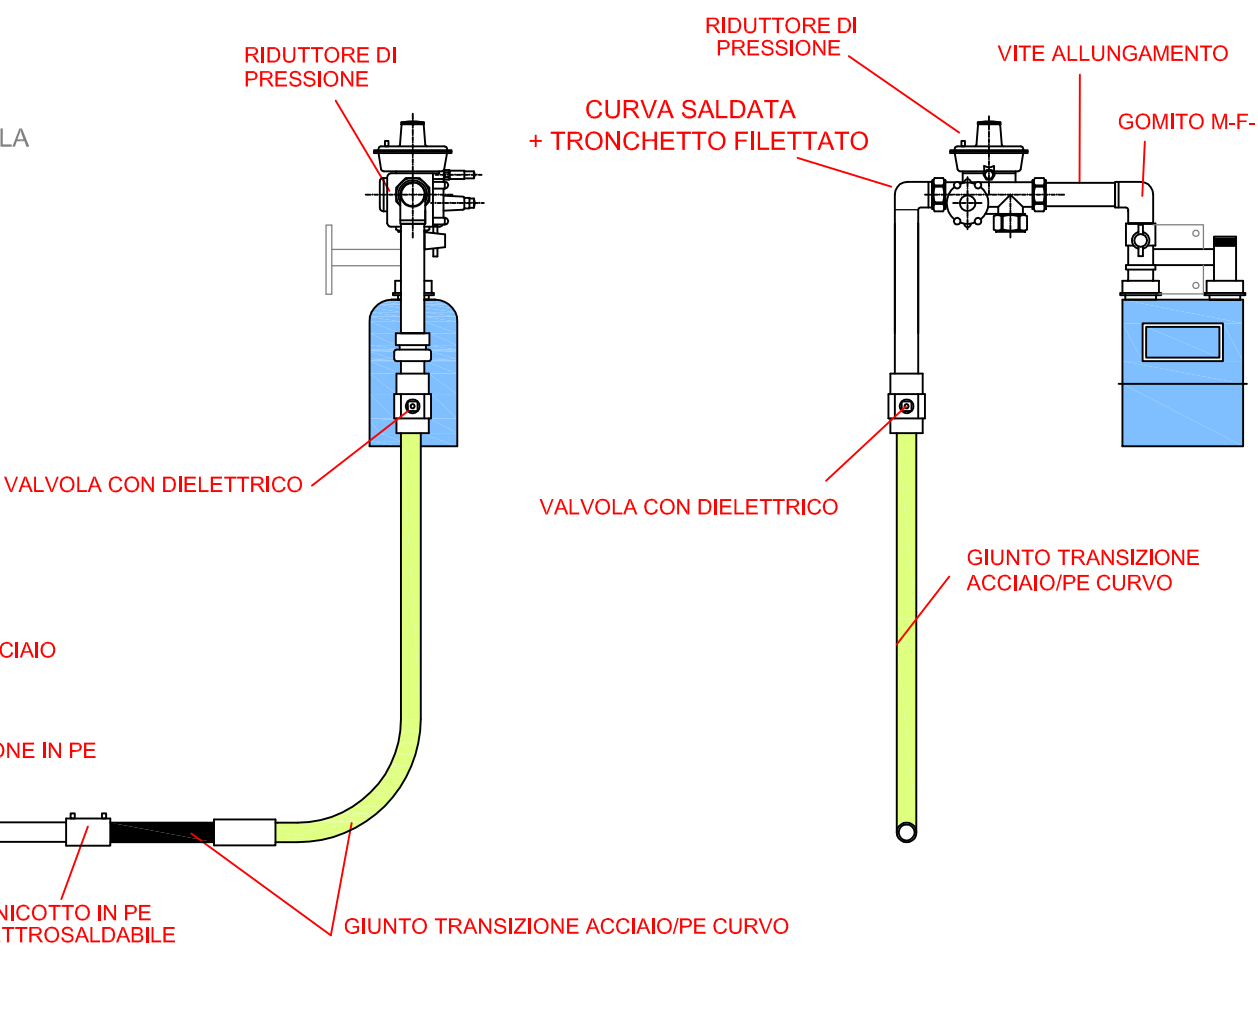 RIDUTTORE DI
PRESSIONE
RIDUTTORE DI
PRESSIONE
VITE ALLUNGAMENTO
GOMITO M-F-
CURVA SALDATA
+ TRONCHETTO FILETTATO
LA
VALVOLA CON DIELETTRICO
VALVOLA CON DIELETTRICO
GIUNTO TRANSIZIONE
ACCIAIO/PE CURVO
CIAIO
ONE IN PE
NICOTTO IN PE
TTROSALDABILE
GIUNTO TRANSIZIONE ACCIAIO/PE CURVO